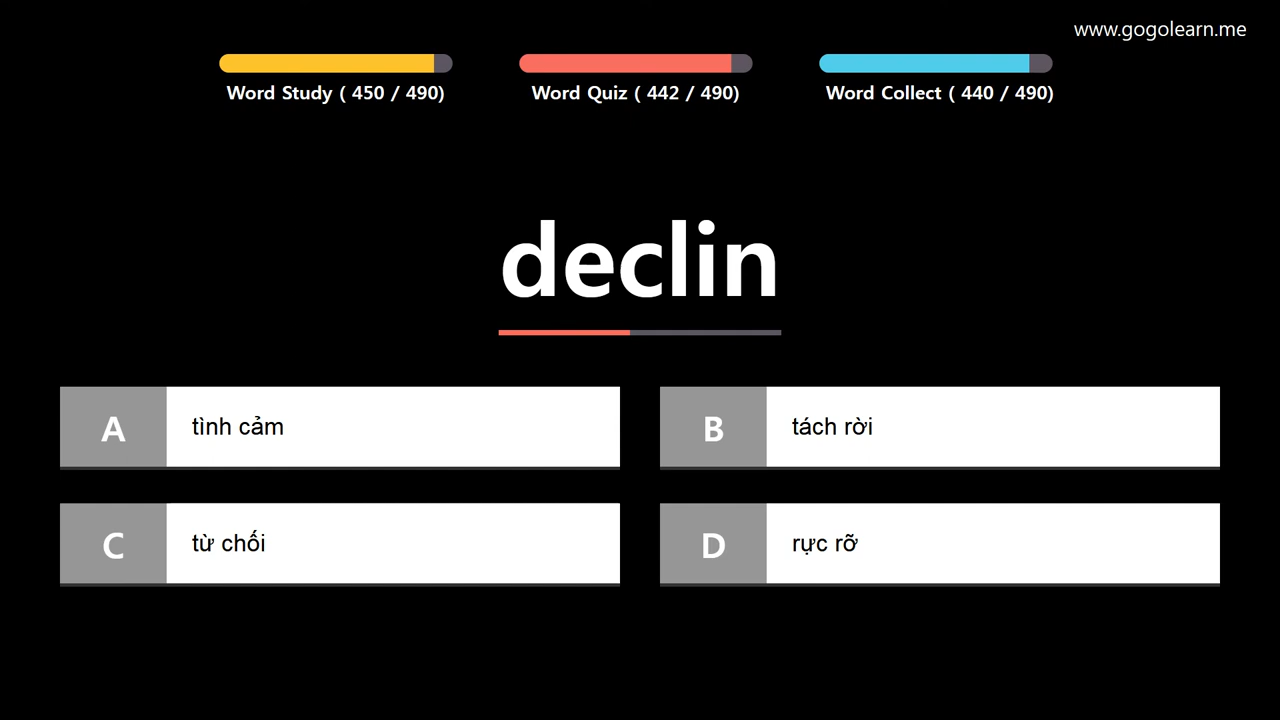 www.gogolearn.me
Word Study ( 450 / 490)
Word Quiz ( 442 / 490)
Word Collect ( 440 / 490)
declin
A tình cảm
B tách rời
C từ chối
D rực rỡ